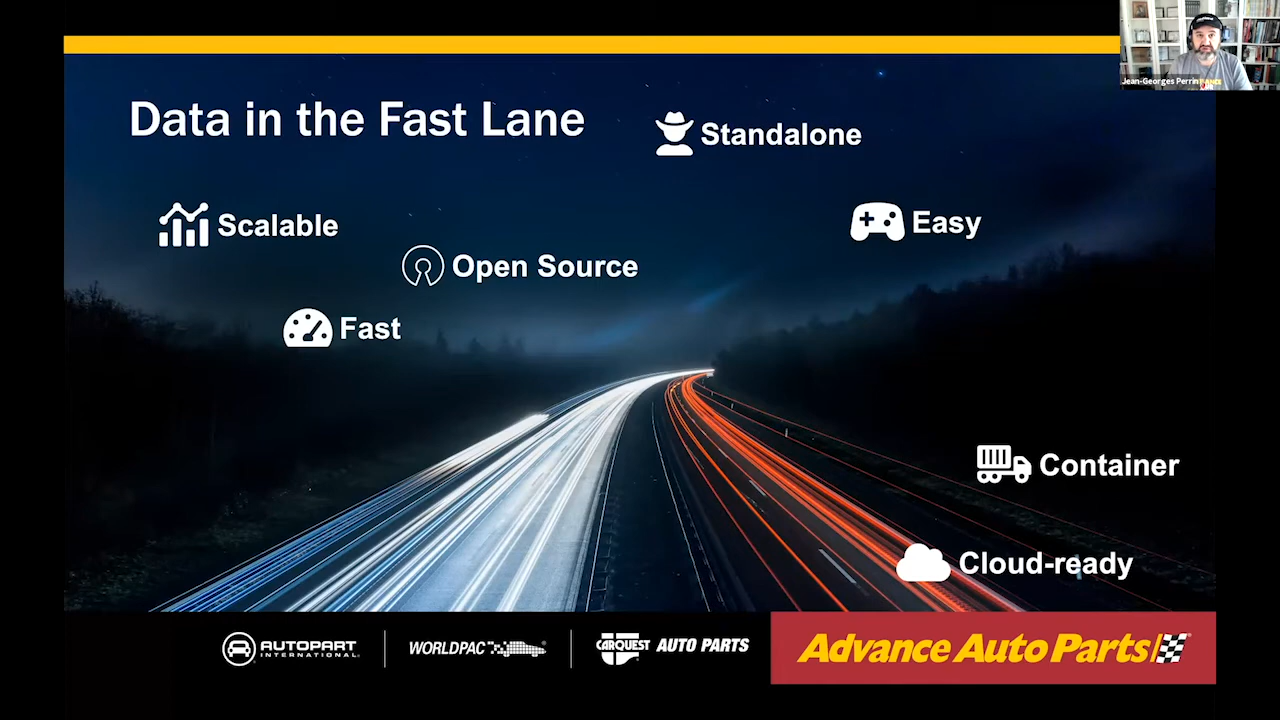 Jean-Georges Perrin
Data in the Fast Lane
Standalone
Scalable
Easy
Open Source
Fast
Container
Cloud-ready
AUTOPART
INTERNATIONAL
WORLDPAC
CARQUEST AUTO PARTS
Advance Auto Parts